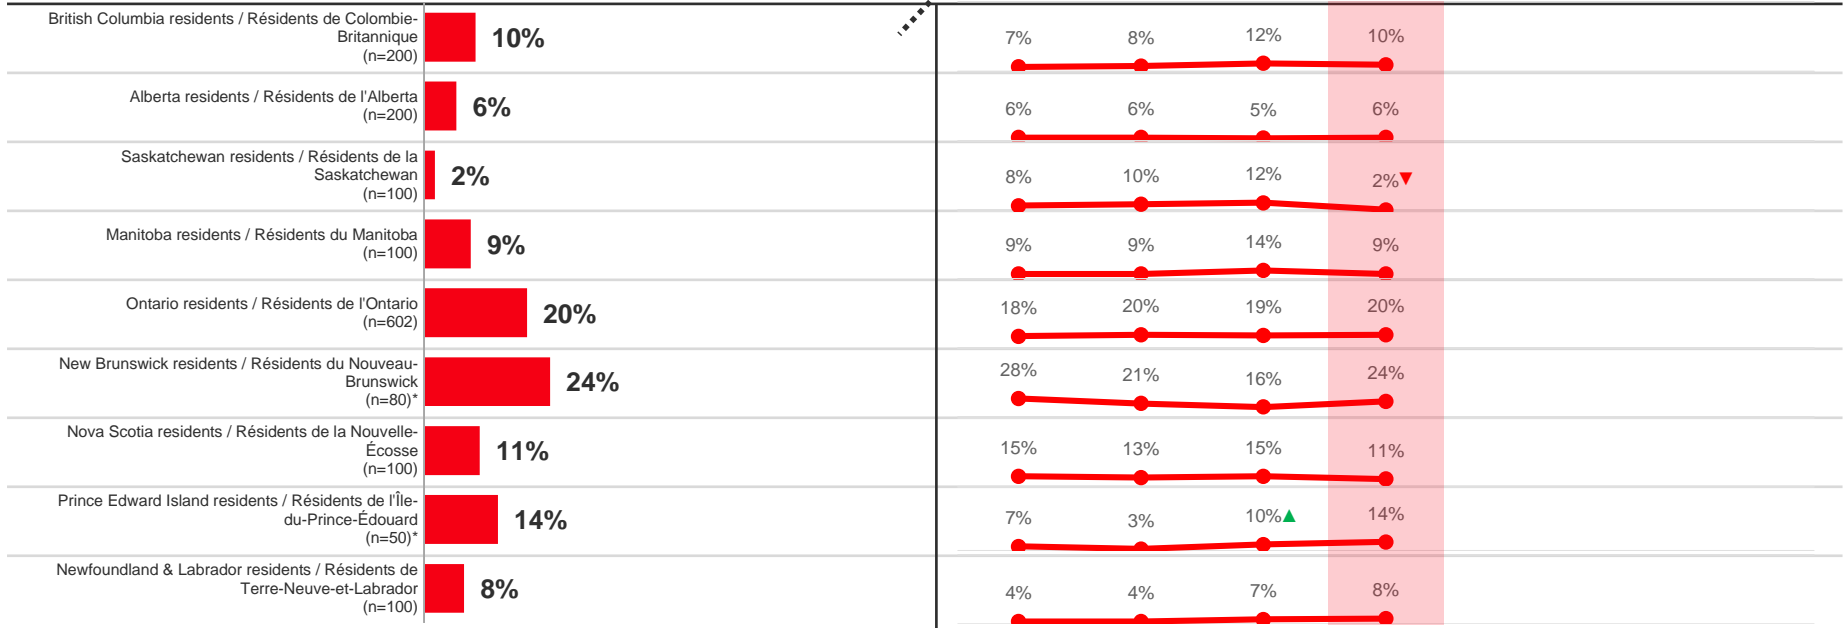 British Columbia residents / Résidents de Colombie-
Britannique
(n=200)
10%
7% 8% 12% 10%
Alberta residents / Résidents de l'Alberta
(n=200)
6%
6% 6% 5% 6%
Saskatchewan residents / Résidents de la
Saskatchewan
(n=100)
2%
8% 10% 12% 2%▼
Manitoba residents / Résidents du Manitoba
(n=100)
9%
9% 9% 14% 9%
Ontario residents / Résidents de l'Ontario
(n=602)
20%
18% 20% 19% 20%
New Brunswick residents / Résidents du Nouveau-
Brunswick
(n=80)*
24%
28% 21% 16% 24%
Nova Scotia residents / Résidents de la Nouvelle-
Écosse
(n=100)
11%
15% 13% 15% 11%
Prince Edward Island residents / Résidents de l'Île-
du-Prince-Édouard
(n=50)*
14%
7% 3% 10%▲ 14%
Newfoundland & Labrador residents / Résidents de
Terre-Neuve-et-Labrador
(n=100)
8%
4% 4% 7% 8%